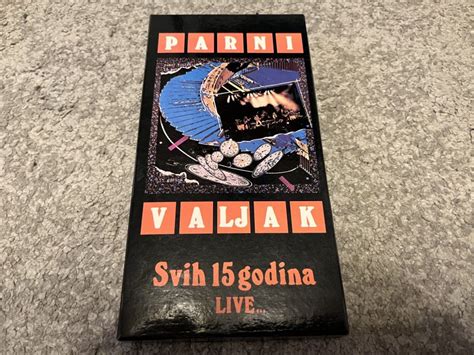 PARNI
VALJAK
Svih 15 godina
LIVE...